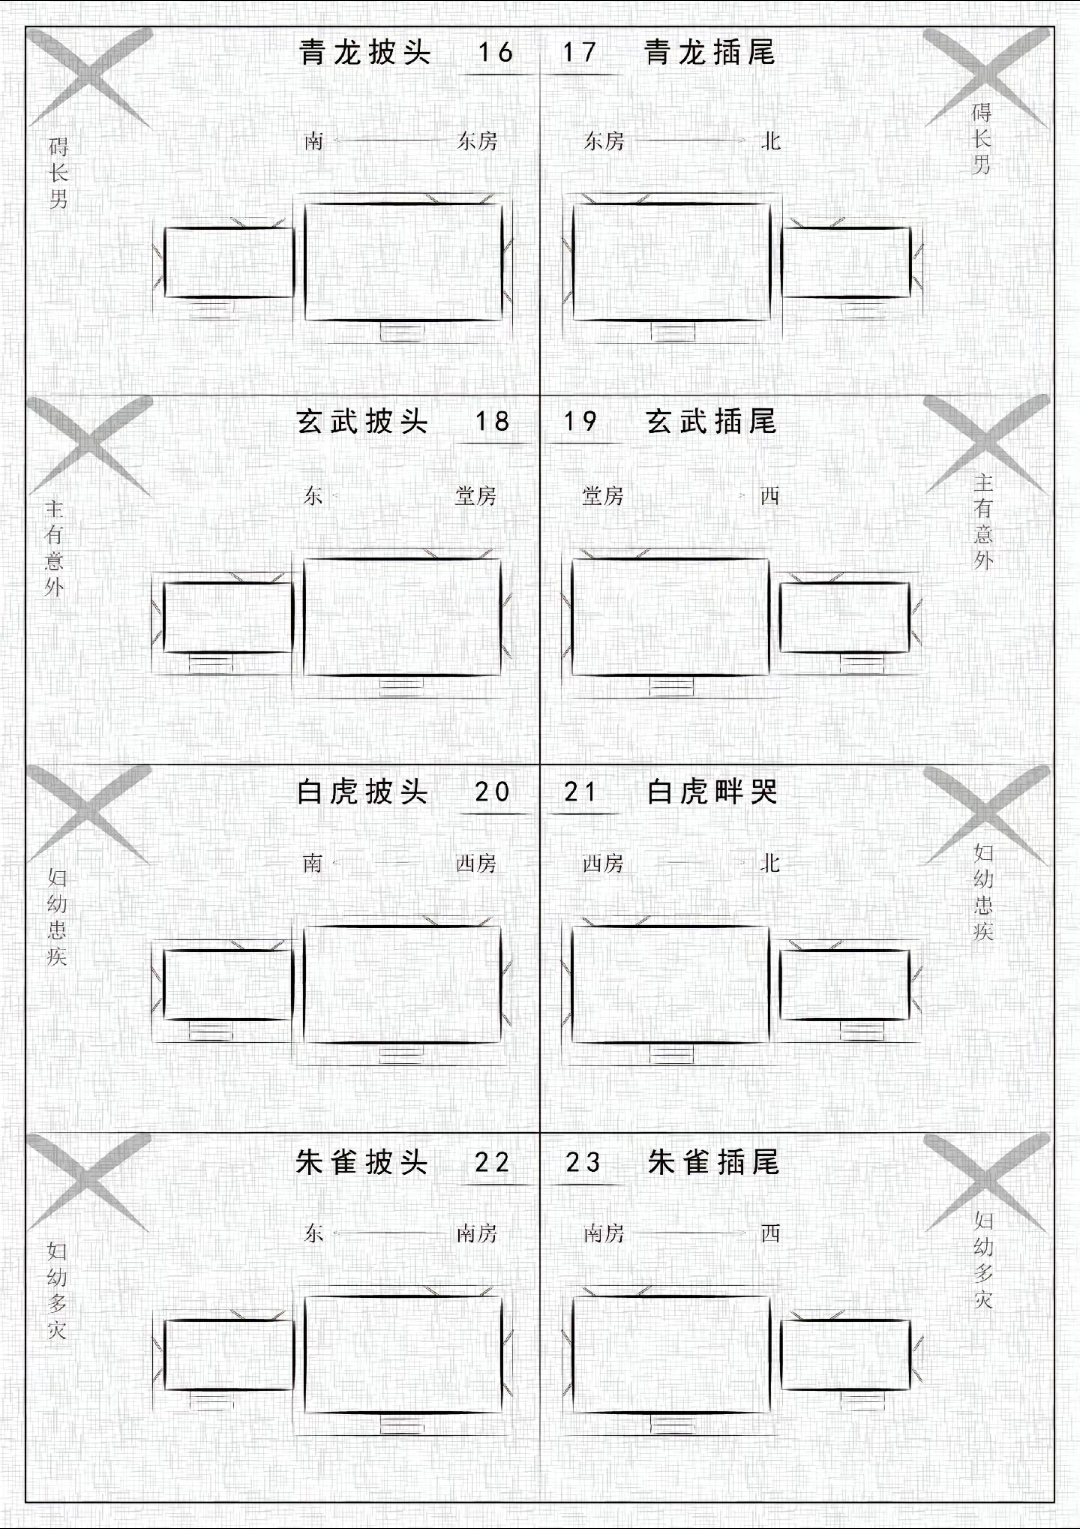 青龙披头 16
17 青龙插尾
碍长男
南 东房
东房 北
碍长男
玄武披头 18
19 玄武插尾
主有意外
东 堂房
堂房 西
主有意外
白虎披头 20
21 白虎畔哭
妇幼患疾
南 西房
西房 北
妇幼患疾
朱雀披头 22
23 朱雀插尾
妇幼多灾
东 南房
南房 西
妇幼多灾